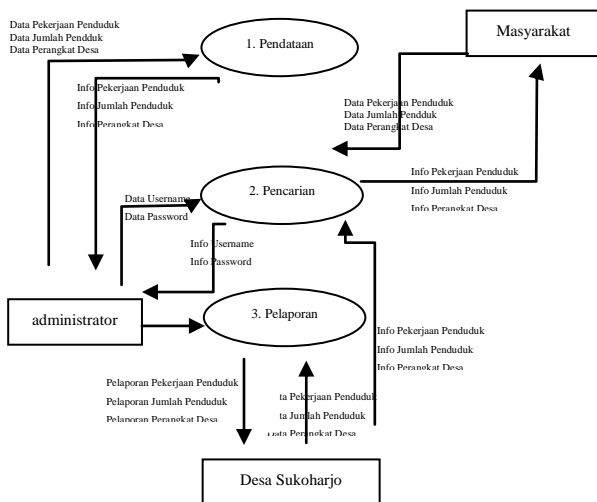 Data Pekerjaan Penduduk
Data Jumlah Pendduk
Data Perangkat Desa
1. Pendataan
Masyarakat
Info Pekerjaan Penduduk
Info Jumlah Penduduk
Info Perangkat Desa
Data Pekerjaan Penduduk
Data Jumlah Pendduk
Data Perangkat Desa
2. Pencarian
Info Pekerjaan Penduduk
Info Jumlah Penduduk
Info Perangkat Desa
Data Username
Data Password
Info Username
Info Password
administrator
3. Pelaporan
Info Pekerjaan Penduduk
Info Jumlah Penduduk
Info Perangkat Desa
Pelaporan Pekerjaan Penduduk
Pelaporan Jumlah Penduduk
Pelaporan Perangkat Desa
ta Pekerjaan Penduduk
ta Jumlah Penduduk
Data Perangkat Desa
Desa Sukoharjo